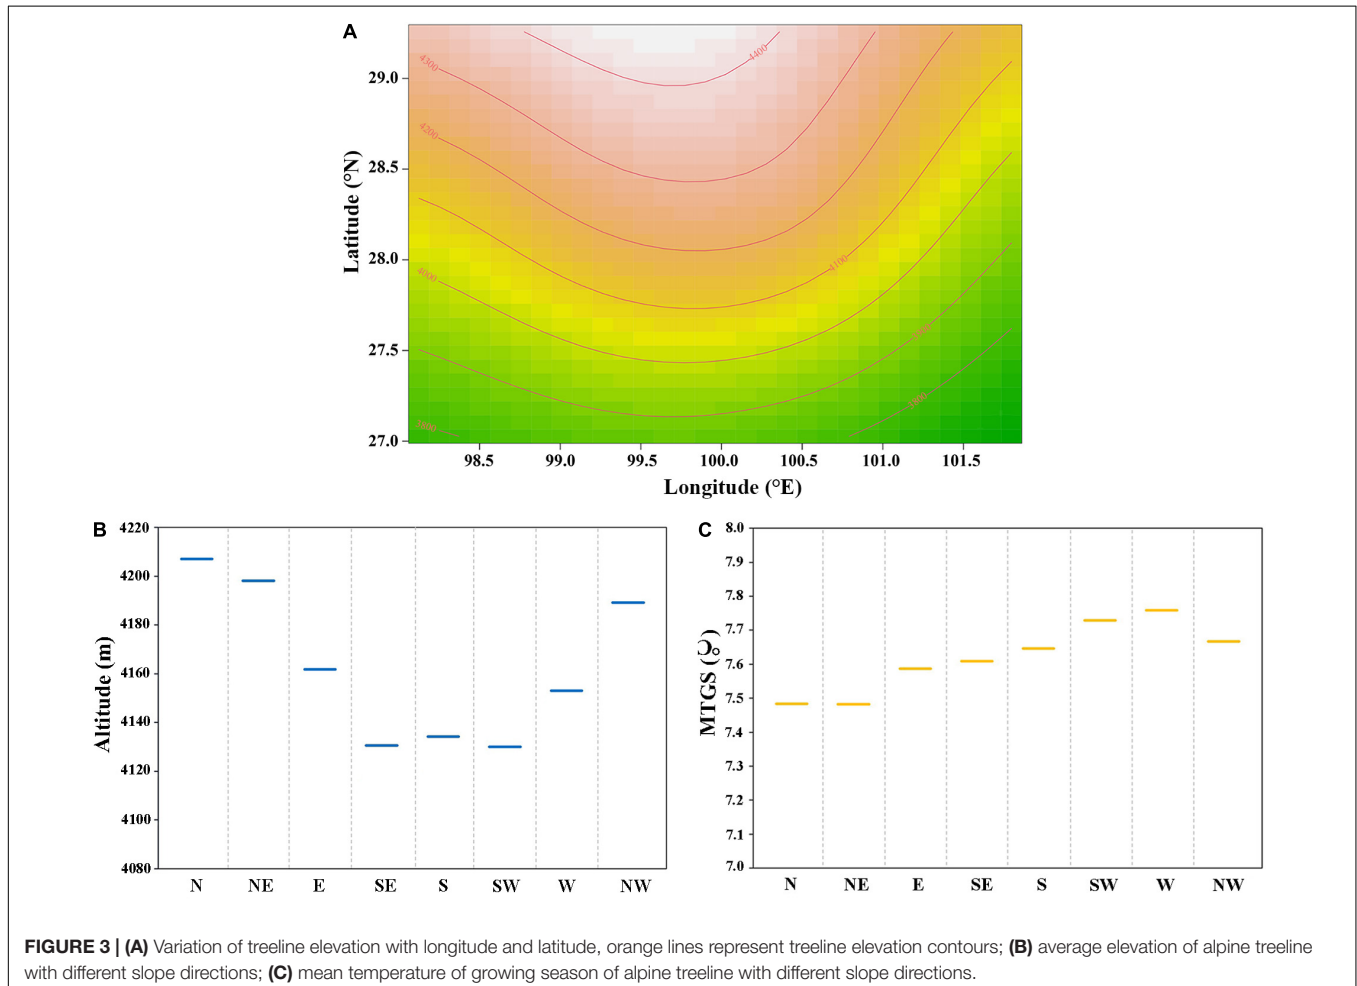 A
4400
4300
29.0
4200
28.5
Latitude (°N)
4100
28.0
4000
27.5
27.0
98.5 99.0 99.5 100.0 100.5 101.0 101.5
Longitude (°E)
B
4220
4200
4180
4160
4140
4120
4100
4080
Altitude (m)
N NE E SE S SW W NW
C
8.0
7.9
7.8
7.7
7.6
7.5
7.4
7.3
7.2
7.1
7.0
MTGS (℃)
N NE E SE S SW W NW
FIGURE 3 | (A) Variation of treeline elevation with longitude and latitude, orange lines represent treeline elevation contours; (B) average elevation of alpine treeline
with different slope directions; (C) mean temperature of growing season of alpine treeline with different slope directions.